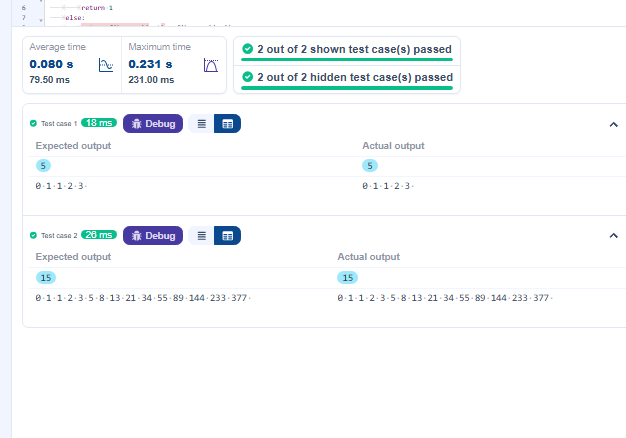 6 return·1
7 else:
Average time
0.080 s
79.50 ms
Maximum time
0.231 s
231.00 ms
2 out of 2 shown test case(s) passed
2 out of 2 hidden test case(s) passed
Test case 1 18 ms Debug
Expected output Actual output
5 5
0·1·1·2·3· 0·1·1·2·3·
Test case 2 26 ms Debug
Expected output Actual output
15 15
0·1·1·2·3·5·8·13·21·34·55·89·144·233·377· 0·1·1·2·3·5·8·13·21·34·55·89·144·233·377·